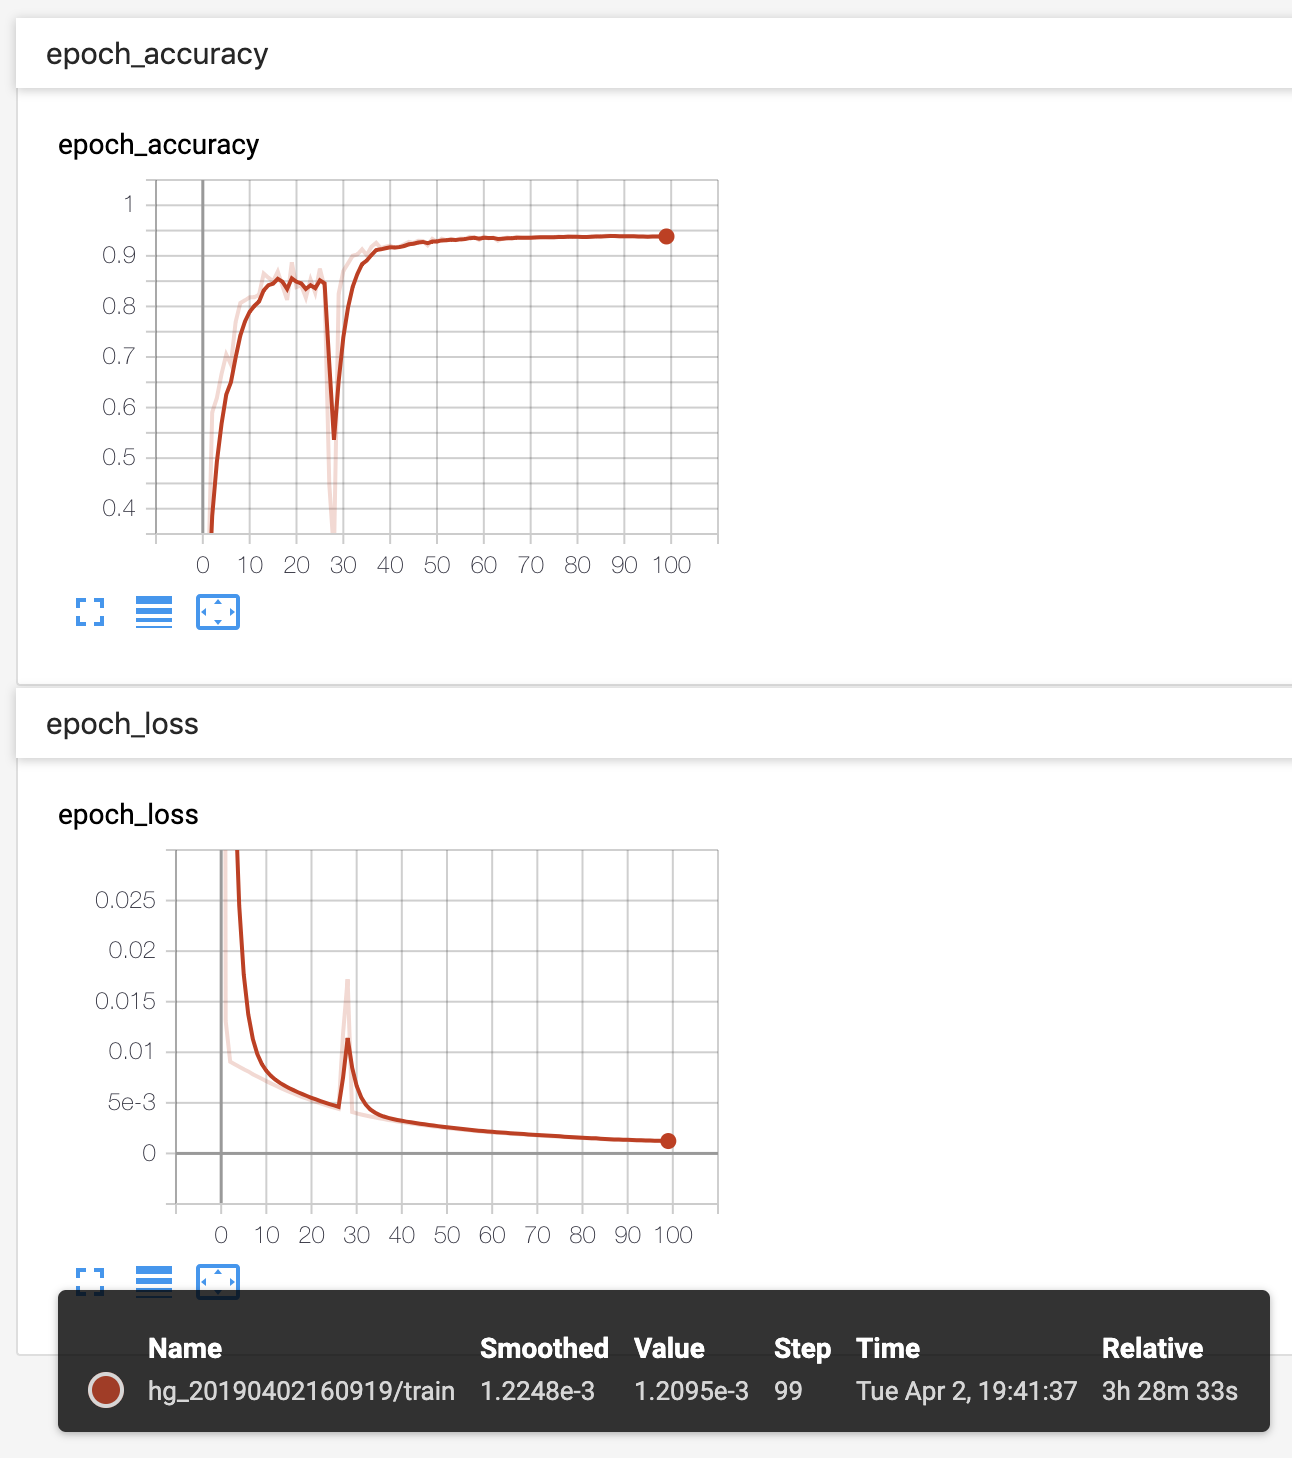 epoch_accuracy
epoch_accuracy
1
0.9
0.8
0.7
0.6
0.5
0.4
0 10 20 30 40 50 60 70 80 90 100
epoch_loss
epoch_loss
0.025
0.02
0.015
0.01
5e-3
0
0 10 20 30 40 50 60 70 80 90 100
Name Smoothed Value Step Time Relative
hg_20190402160919/train 1.2248e-3 1.2095e-3 99 Tue Apr 2, 19:41:37 3h 28m 33s